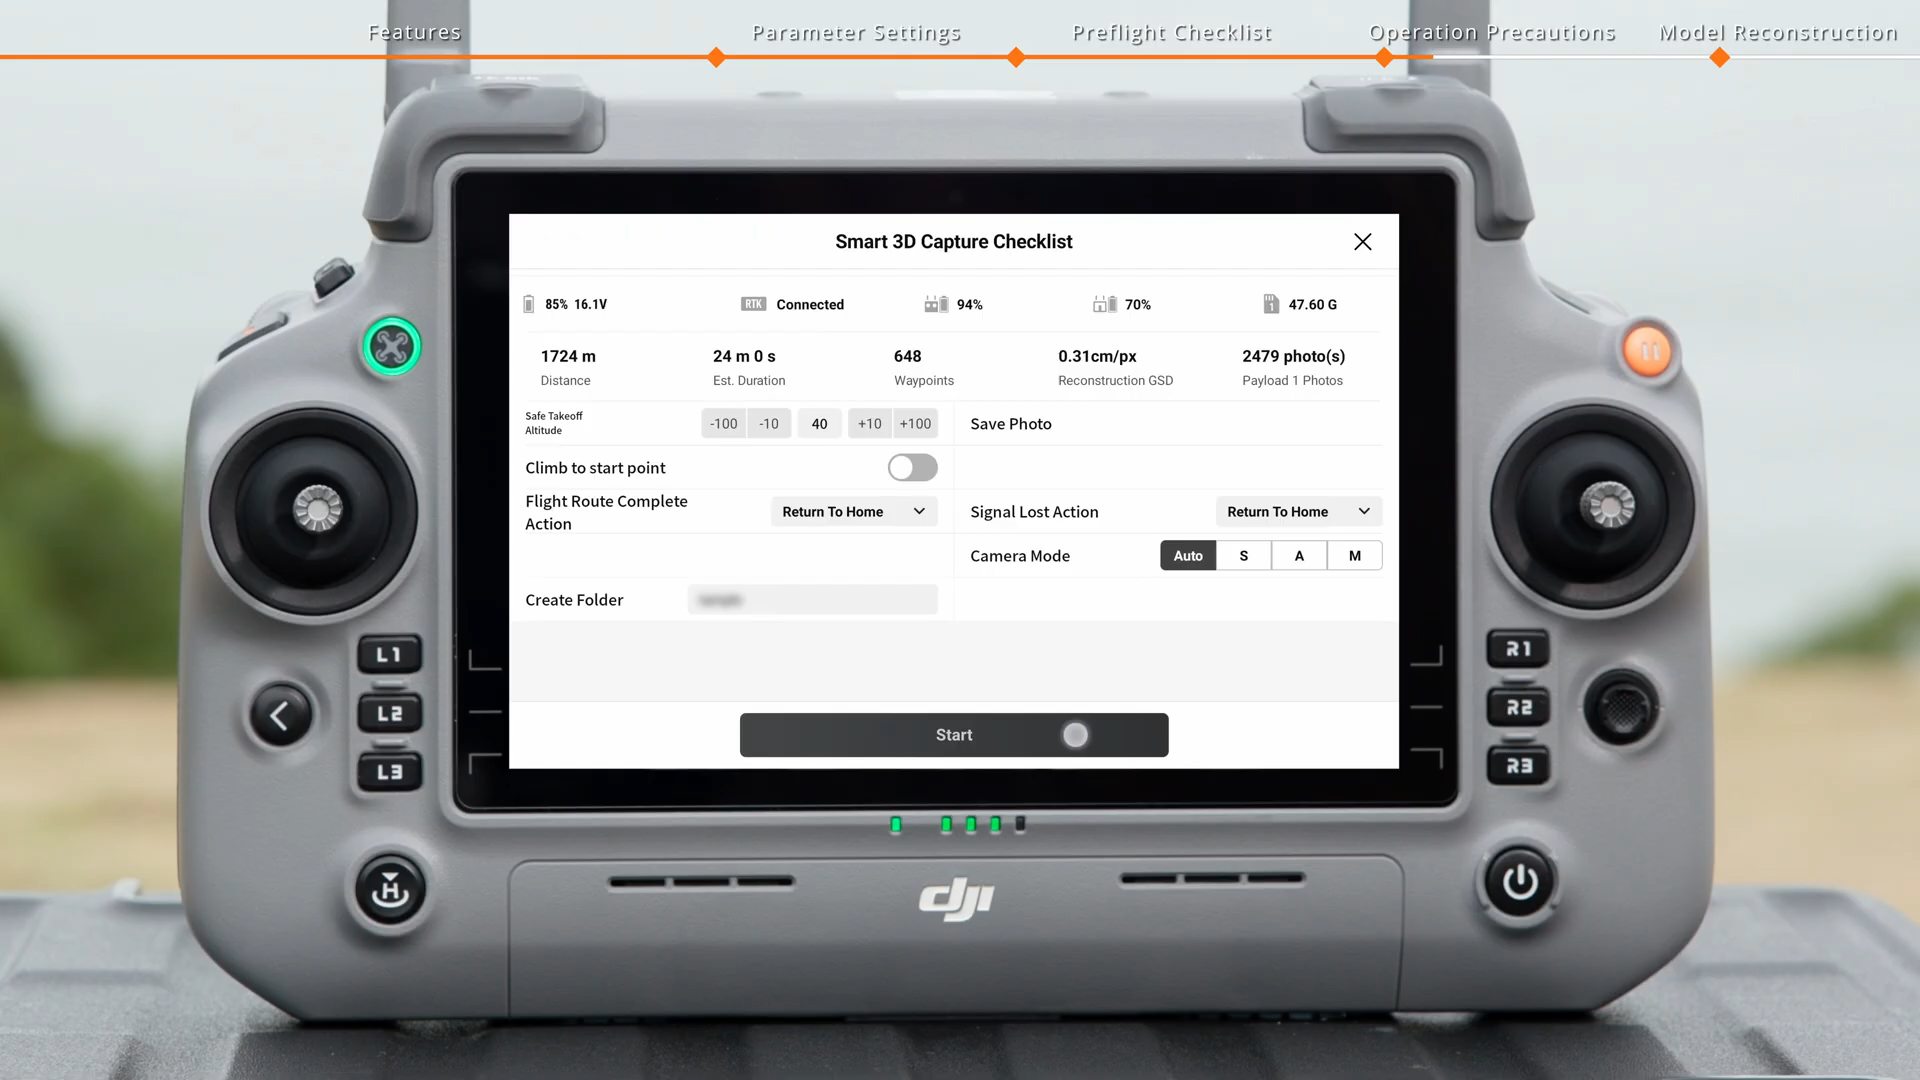 Features
Parameter Settings
Preflight Checklist
Operation Precautions
Model Reconstruction
Smart 3D Capture Checklist
85% 16.1V
RTK Connected
94%
70%
1 47.60 G
1724 m
Distance
24 m 0 s
Est. Duration
648
Waypoints
0.31cm/px
Reconstruction GSD
2479 photo(s)
Payload 1 Photos
Safe Takeoff
Altitude
-100 -10 40 +10 +100
Save Photo
Climb to start point
Flight Route Complete
Action
Return To Home
Signal Lost Action
Return To Home
Camera Mode
Auto S A M
Create Folder
Start
L1
L2
L3
R1
R2
R3
H
dji